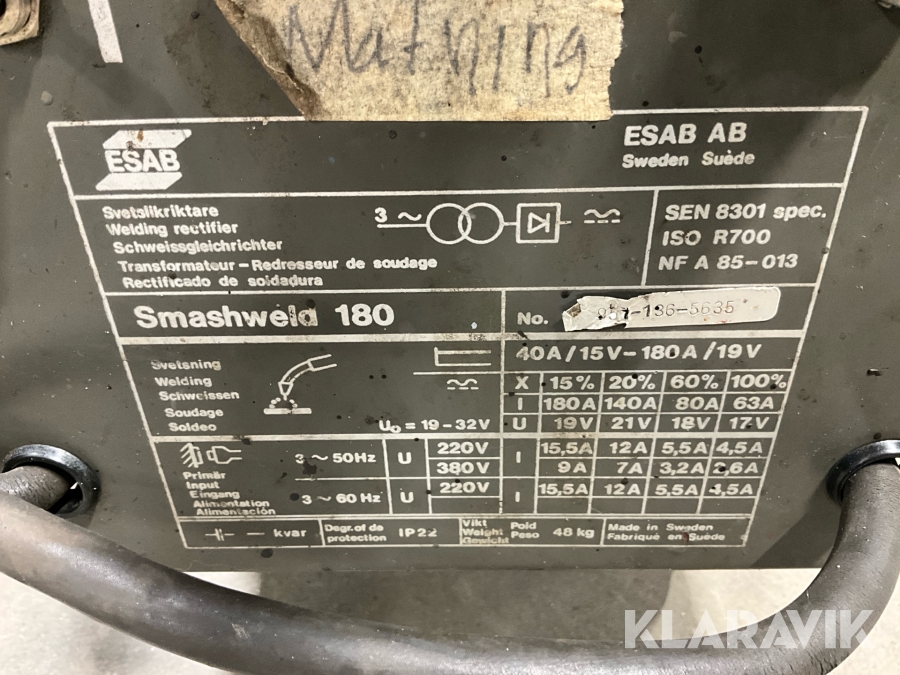 Matning
ESAB
ESAB AB
Sweden Suède
Svetslikriktare
Welding rectifier
Schweissgleichrichter
Transformateur - Redresseur de soudage
Rectificado de soldadura
3 ~
SEN 8301 spec.
ISO R700
NF A 85-013
Smashweld 180
No. 136-5635
Svetsning
Welding
Schweissen
Soudage
Soldeo
U₀ = 19-32V
40A/15V-180A/19V
X 15% 20% 60% 100%
I 180A 140A 80A 63A
U 19V 21V 18V 17V
Primär
Input
Eingang
Alimentation
Alimentación
3 ~ 50Hz U 220V I 15,5A 12A 5,5A 4,5A
380V 9A 7A 3,2A 2,6A
3 ~ 60Hz U 220V I 15,5A 12A 5,5A 4,5A
— kvar
Degr. of de protection
IP22
Vikt Poid
Weight Peso
Gewicht
48 kg
Made in Sweden
Fabriqué en Suède
KLARAVIK